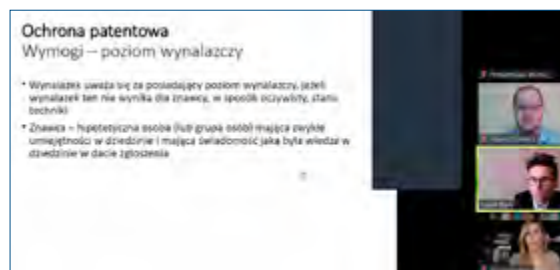 Ochrona patentowa
Wymogi – poziom wynalazczy
• Wynalazek uważa się za posiadający poziom wynalazczy, jeżeli
wynalazek ten nie wynika dla znawcy, w sposób oczywisty, stanu
techniki
• Znawca – hipotetyczna osoba (lub grupa osób) mająca zwykłe
umiejętności w dziedzinie i mająca świadomość jaka była wiedza w
dziedzinie w dacie zgłoszenia